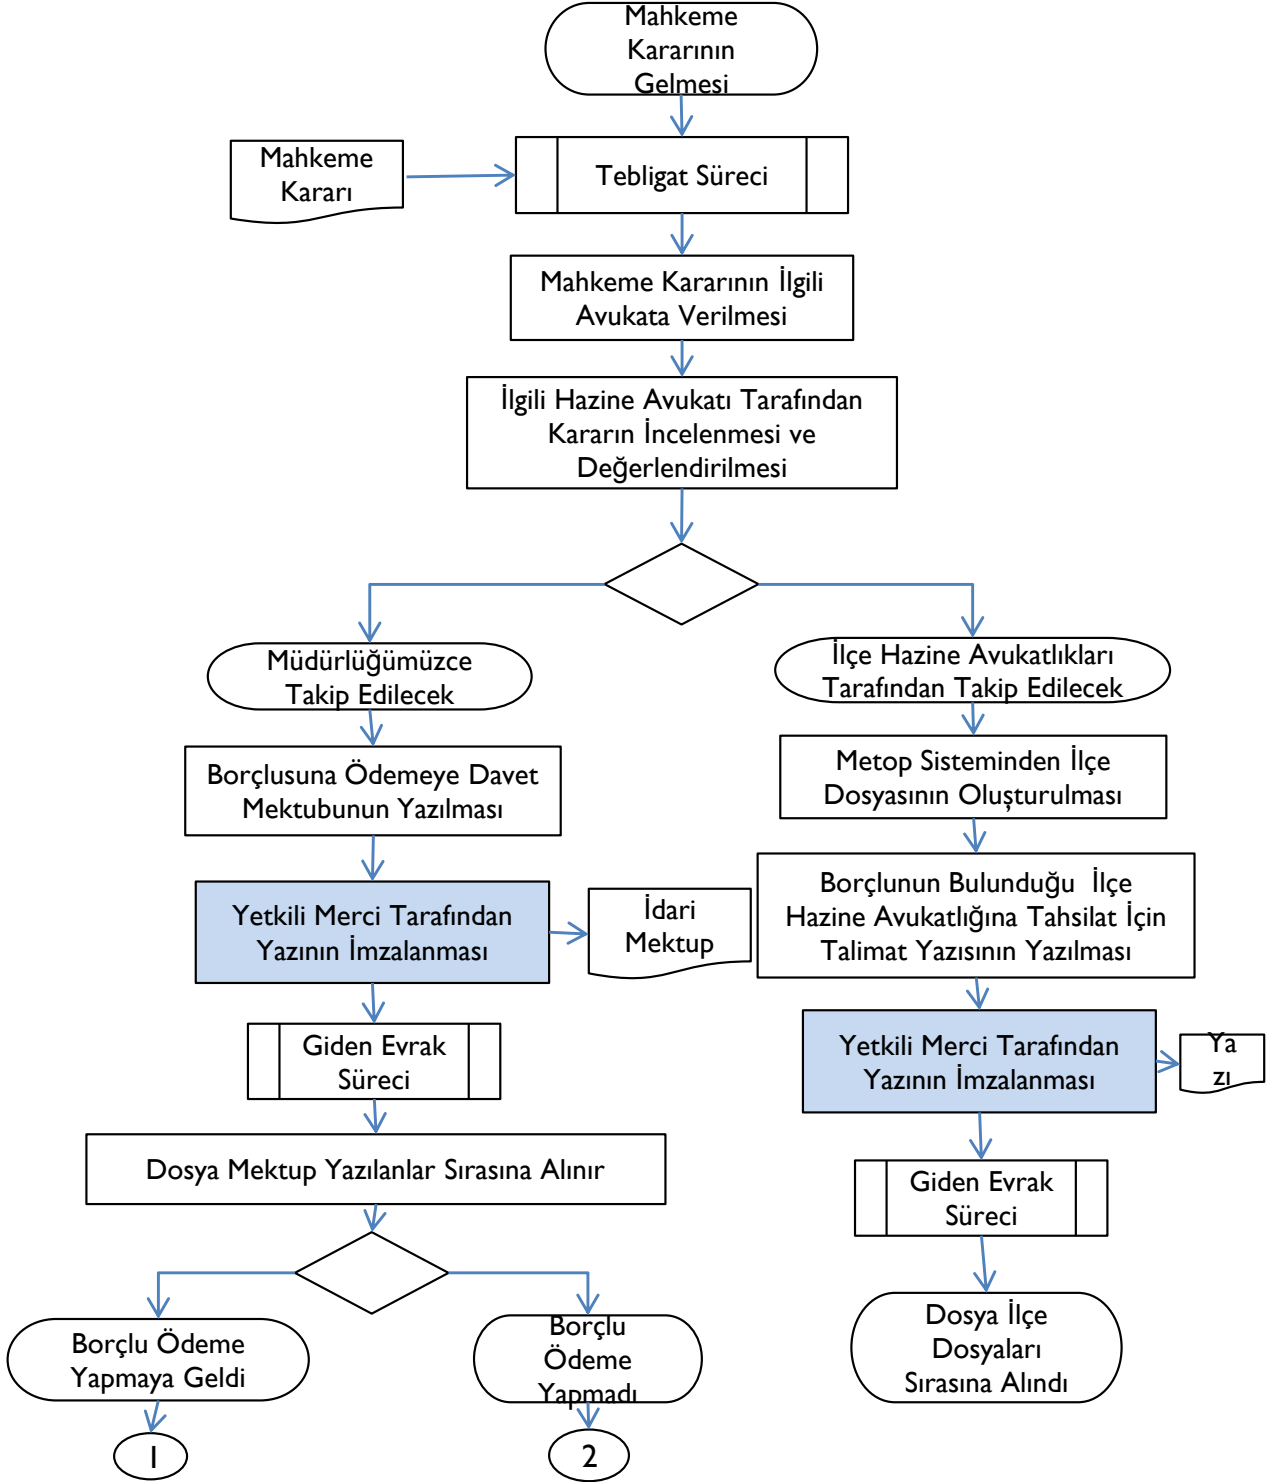 Mahkeme
Kararının
Gelmesi
Mahkeme
Kararı
Tebligat Süreci
Mahkeme Kararının İlgili
Avukata Verilmesi
İlgili Hazine Avukatı Tarafından
Kararın İncelenmesi ve
Değerlendirilmesi
Müdürlüğümüzce
Takip Edilecek
İlçe Hazine Avukatlıkları
Tarafından Takip Edilecek
Borçlusuna Ödemeye Davet
Mektubunun Yazılması
Metop Sisteminden İlçe
Dosyasının Oluşturulması
Yetkili Merci Tarafından
Yazının İmzalanması
İdari
Mektup
Borçlunun Bulunduğu  İlçe
Hazine Avukatlığına Tahsilat İçin
Talimat Yazısının Yazılması
Giden Evrak
Süreci
Yetkili Merci Tarafından
Yazının İmzalanması
Ya
zı
Dosya Mektup Yazılanlar Sırasına Alınır
Giden Evrak
Süreci
Borçlu Ödeme
Yapmaya Geldi
Borçlu
Ödeme
Yapmadı
Dosya İlçe
Dosyaları
Sırasına Alındı
1
2